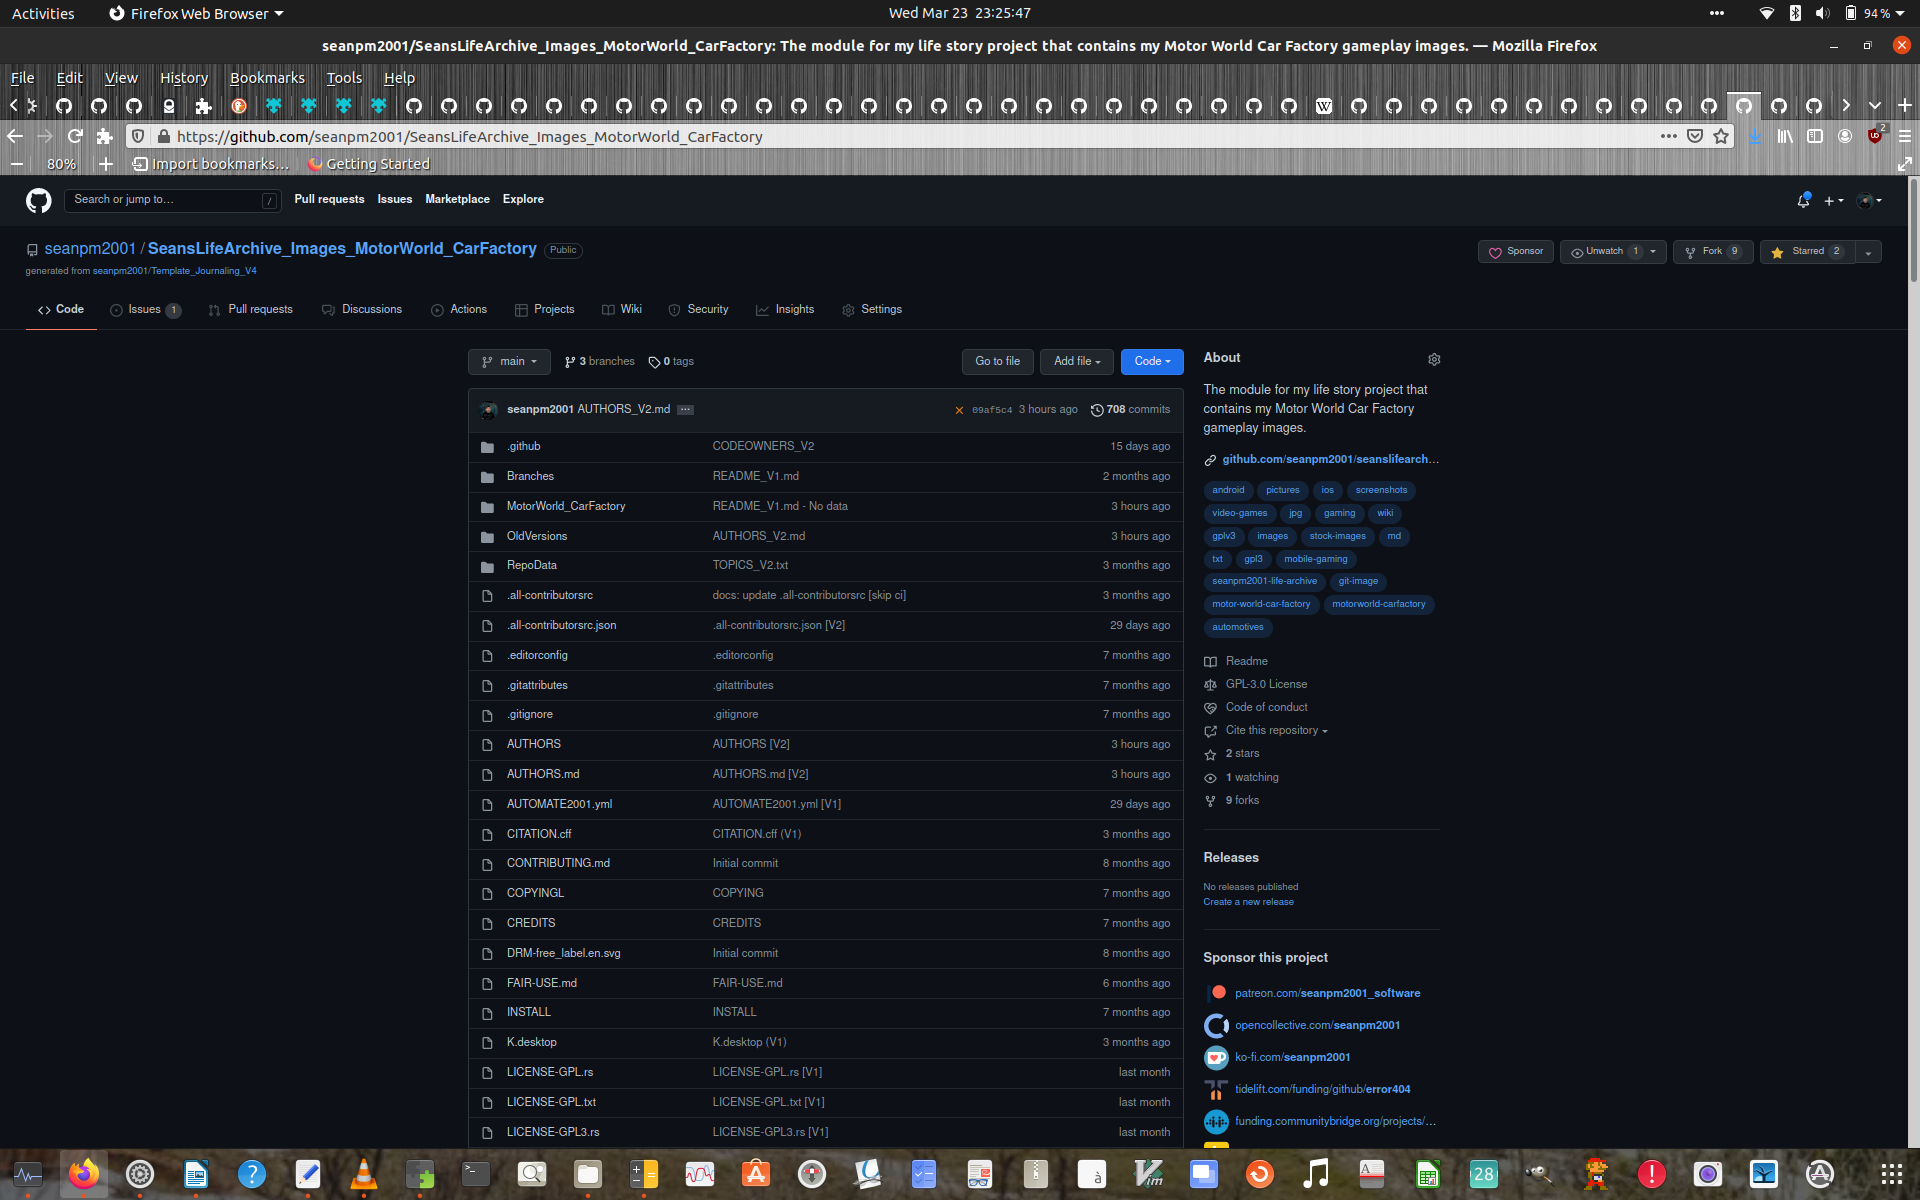 Activities Firefox Web Browser Wed Mar 23 23:25:47 94 %
seanpm2001/SeansLifeArchive_Images_MotorWorld_CarFactory: The module for my life story project that contains my Motor World Car Factory gameplay images. — Mozilla Firefox
File Edit View History Bookmarks Tools Help
https://github.com/seanpm2001/SeansLifeArchive_Images_MotorWorld_CarFactory 2
80% Import bookmarks… Getting Started
Search or jump to… / Pull requests Issues Marketplace Explore
seanpm2001 / SeansLifeArchive_Images_MotorWorld_CarFactory Public Sponsor Unwatch 1 Fork 9 Starred 2
generated from seanpm2001/Template_Journaling_V4
Code Issues 1 Pull requests Discussions Actions Projects Wiki Security Insights Settings
main 3 branches 0 tags Go to file Add file Code
seanpm2001 AUTHORS_V2.md 09af5c4 3 hours ago 708 commits
.github CODEOWNERS_V2 15 days ago
Branches README_V1.md 2 months ago
MotorWorld_CarFactory README_V1.md - No data 3 hours ago
OldVersions AUTHORS_V2.md 3 hours ago
RepoData TOPICS_V2.txt 3 months ago
.all-contributorsrc docs: update .all-contributorsrc [skip ci] 3 months ago
.all-contributorsrc.json .all-contributorsrc.json [V2] 29 days ago
.editorconfig .editorconfig 7 months ago
.gitattributes .gitattributes 7 months ago
.gitignore .gitignore 7 months ago
AUTHORS AUTHORS [V2] 3 hours ago
AUTHORS.md AUTHORS.md [V2] 3 hours ago
AUTOMATE2001.yml AUTOMATE2001.yml [V1] 29 days ago
CITATION.cff CITATION.cff (V1) 3 months ago
CONTRIBUTING.md Initial commit 8 months ago
COPYINGL COPYING 7 months ago
CREDITS CREDITS 7 months ago
DRM-free_label.en.svg Initial commit 8 months ago
FAIR-USE.md FAIR-USE.md 6 months ago
INSTALL INSTALL 7 months ago
K.desktop K.desktop (V1) 3 months ago
LICENSE-GPL.rs LICENSE-GPL.rs [V1] last month
LICENSE-GPL.txt LICENSE-GPL.txt [V1] last month
LICENSE-GPL3.rs LICENSE-GPL3.rs [V1] last month
About
The module for my life story project that
contains my Motor World Car Factory
gameplay images.
github.com/seanpm2001/seanslifearch…
android pictures ios screenshots
video-games jpg gaming wiki
gplv3 images stock-images md
txt gpl3 mobile-gaming
seanpm2001-life-archive git-image
motor-world-car-factory motorworld-carfactory
automotives
Readme
GPL-3.0 License
Code of conduct
Cite this repository
2 stars
1 watching
9 forks
Releases
No releases published
Create a new release
Sponsor this project
patreon.com/seanpm2001_software
opencollective.com/seanpm2001
ko-fi.com/seanpm2001
tidelift.com/funding/github/error404
funding.communitybridge.org/projects/…
28